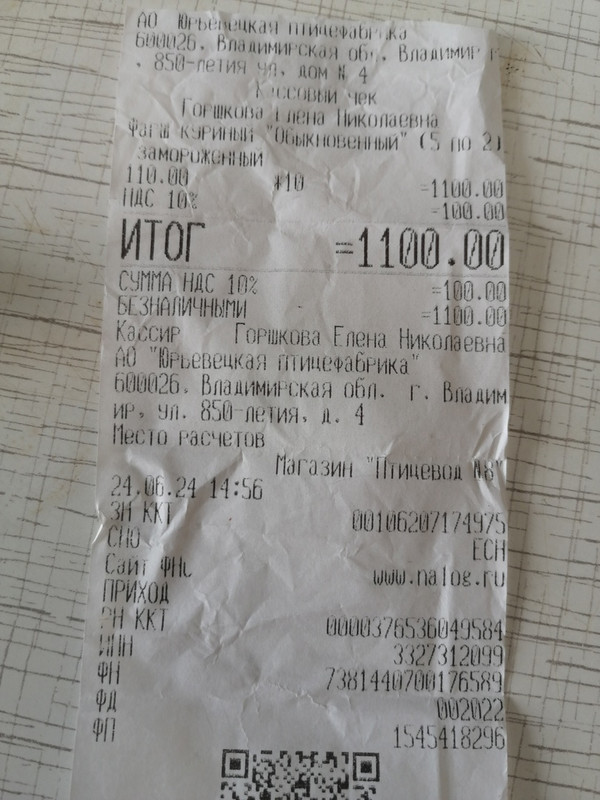 АО Юрьевецкая птицефабрика
600026, Владимирская обл., Владимир г
. 850-летия ул, дом N 4
Кассовый чек
Горшкова Елена Николаевна
Фарш куриный "Обыкновенный" (5 по 2)
замороженный
110.00 *10 =1100.00
НДС 10% =100.00
ИТОГ =1100.00
СУММА НДС 10% =100.00
БЕЗНАЛИЧНЫМИ =1100.00
Кассир Горшкова Елена Николаевна
АО "Юрьевецкая птицефабрика"
600026, Владимирская обл. г. Владим
ир, ул. 850-летия, д. 4
Место расчетов
Магазин "Птицевод №8"
24.06.24 14:56
ЗН ККТ 00106207174975
СНО ЕСН
Сайт ФНС www.nalog.ru
ПРИХОД
РН ККТ 0000376536049584
ИНН 3327312099
ФН 7381440700176589
ФД 002022
ФП 1545418296